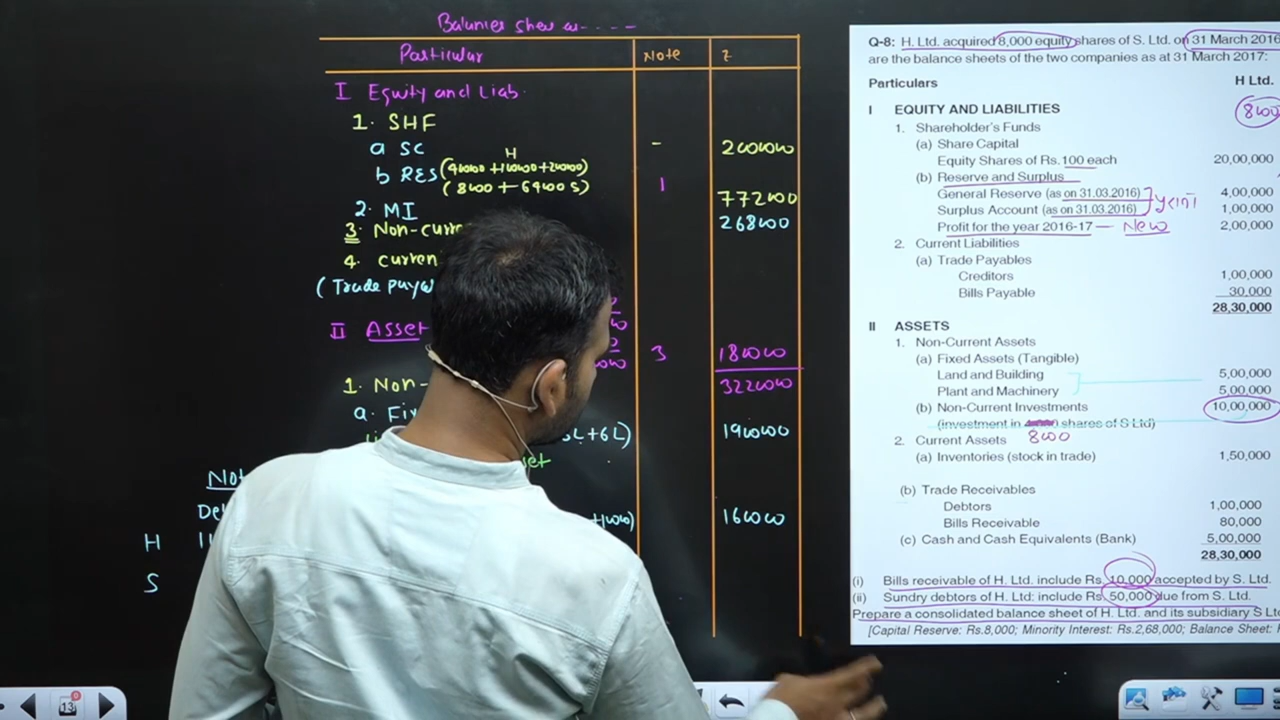 Balances sheet as - - - -
Particular Note ₹
I Equity and Liab.
1. SHF
a SC - 2000000
H
b RES (400000 +100000+200000)
(8000 + 64000 S) 1 772000
2. MI 268000
3. Non-curre
4. curren
(Trade paya
3 180000
II Asset
3220000
1. Non-
a. Fi
+ 6L) 1900000
set
Not
De 160000
H
S
Q-8: H. Ltd. acquired 8,000 equity shares of S. Ltd. on 31 March 2016
are the balance sheets of the two companies as at 31 March 2017:
Particulars H Ltd.
I EQUITY AND LIABILITIES
8000
1. Shareholder's Funds
(a) Share Capital
Equity Shares of Rs. 100 each 20,00,000
(b) Reserve and Surplus
General Reserve (as on 31.03.2016) 4,00,000
Surplus Account (as on 31.03.2016) 1,00,000
Profit for the year 2016-17 — New 2,00,000
2. Current Liabilities
(a) Trade Payables
Creditors 1,00,000
Bills Payable 30,000
28,30,000
II ASSETS
1. Non-Current Assets
(a) Fixed Assets (Tangible)
Land and Building 5,00,000
Plant and Machinery 5,00,000
(b) Non-Current Investments 10,00,000
(investment in shares of S Ltd)
8000
2. Current Assets
(a) Inventories (stock in trade) 1,50,000
(b) Trade Receivables
Debtors 1,00,000
Bills Receivable 80,000
(c) Cash and Cash Equivalents (Bank) 5,00,000
28,30,000
(i) Bills receivable of H. Ltd. include Rs. 10,000 accepted by S. Ltd.
(ii) Sundry debtors of H. Ltd: include Rs. 50,000 due from S. Ltd.
Prepare a consolidated balance sheet of H. Ltd. and its subsidiary S Lt
[Capital Reserve: Rs.8,000; Minority Interest: Rs.2,68,000; Balance Sheet:
13